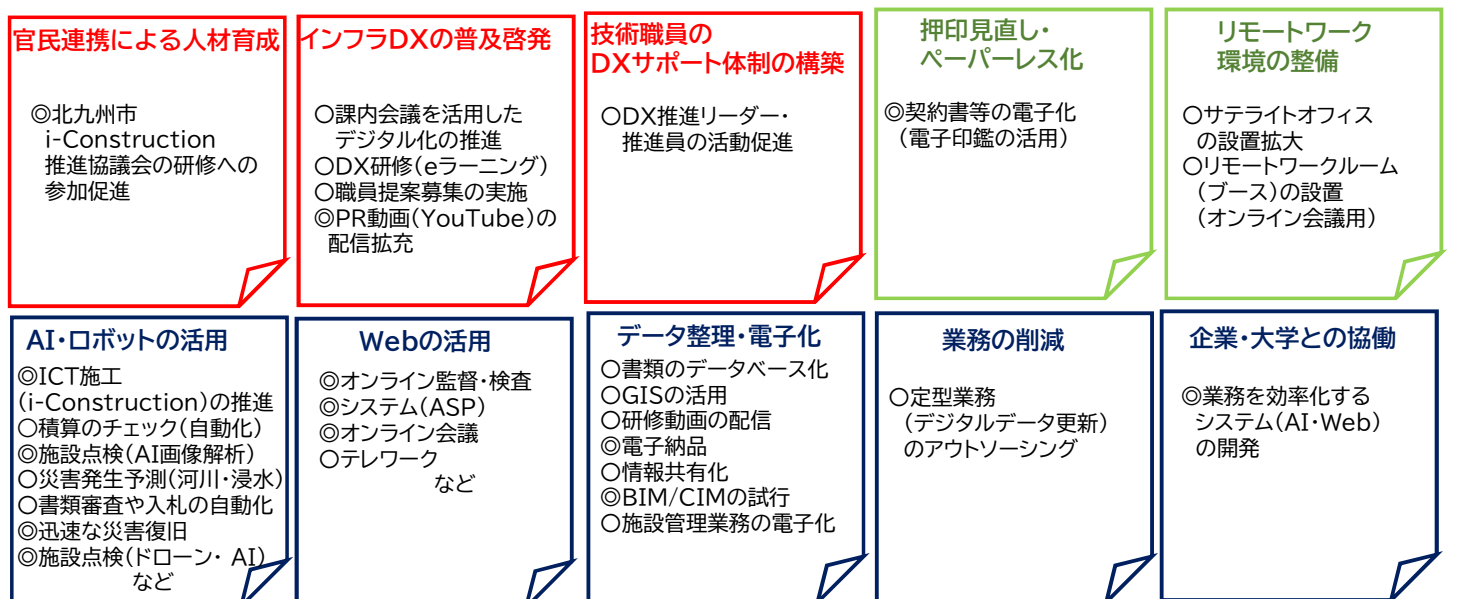 官民連携による人材育成
◎北九州市
i-Construction
推進協議会の研修への
参加促進
インフラDXの普及啓発
○課内会議を活用した
デジタル化の推進
○DX研修(eラーニング)
○職員提案募集の実施
◎PR動画(YouTube)の
配信拡充
技術職員の
DXサポート体制の構築
○DX推進リーダー・
推進員の活動促進
押印見直し・
ペーパーレス化
◎契約書等の電子化
(電子印鑑の活用)
リモートワーク
環境の整備
○サテライトオフィス
の設置拡大
○リモートワークルーム
(ブース)の設置
(オンライン会議用)
AI・ロボットの活用
◎ICT施工
(i-Construction)の推進
○積算のチェック(自動化)
◎施設点検(AI画像解析)
○災害発生予測(河川・浸水)
○書類審査や入札の自動化
◎迅速な災害復旧
◎施設点検(ドローン・ AI)
など
Webの活用
◎オンライン監督・検査
◎システム(ASP)
◎オンライン会議
○テレワーク
など
データ整理・電子化
○書類のデータベース化
○GISの活用
○研修動画の配信
◎電子納品
○情報共有化
◎BIM/CIMの試行
○施設管理業務の電子化
業務の削減
○定型業務
(デジタルデータ更新)
のアウトソーシング
企業・大学との協働
◎業務を効率化する
システム(AI・Web)
の開発